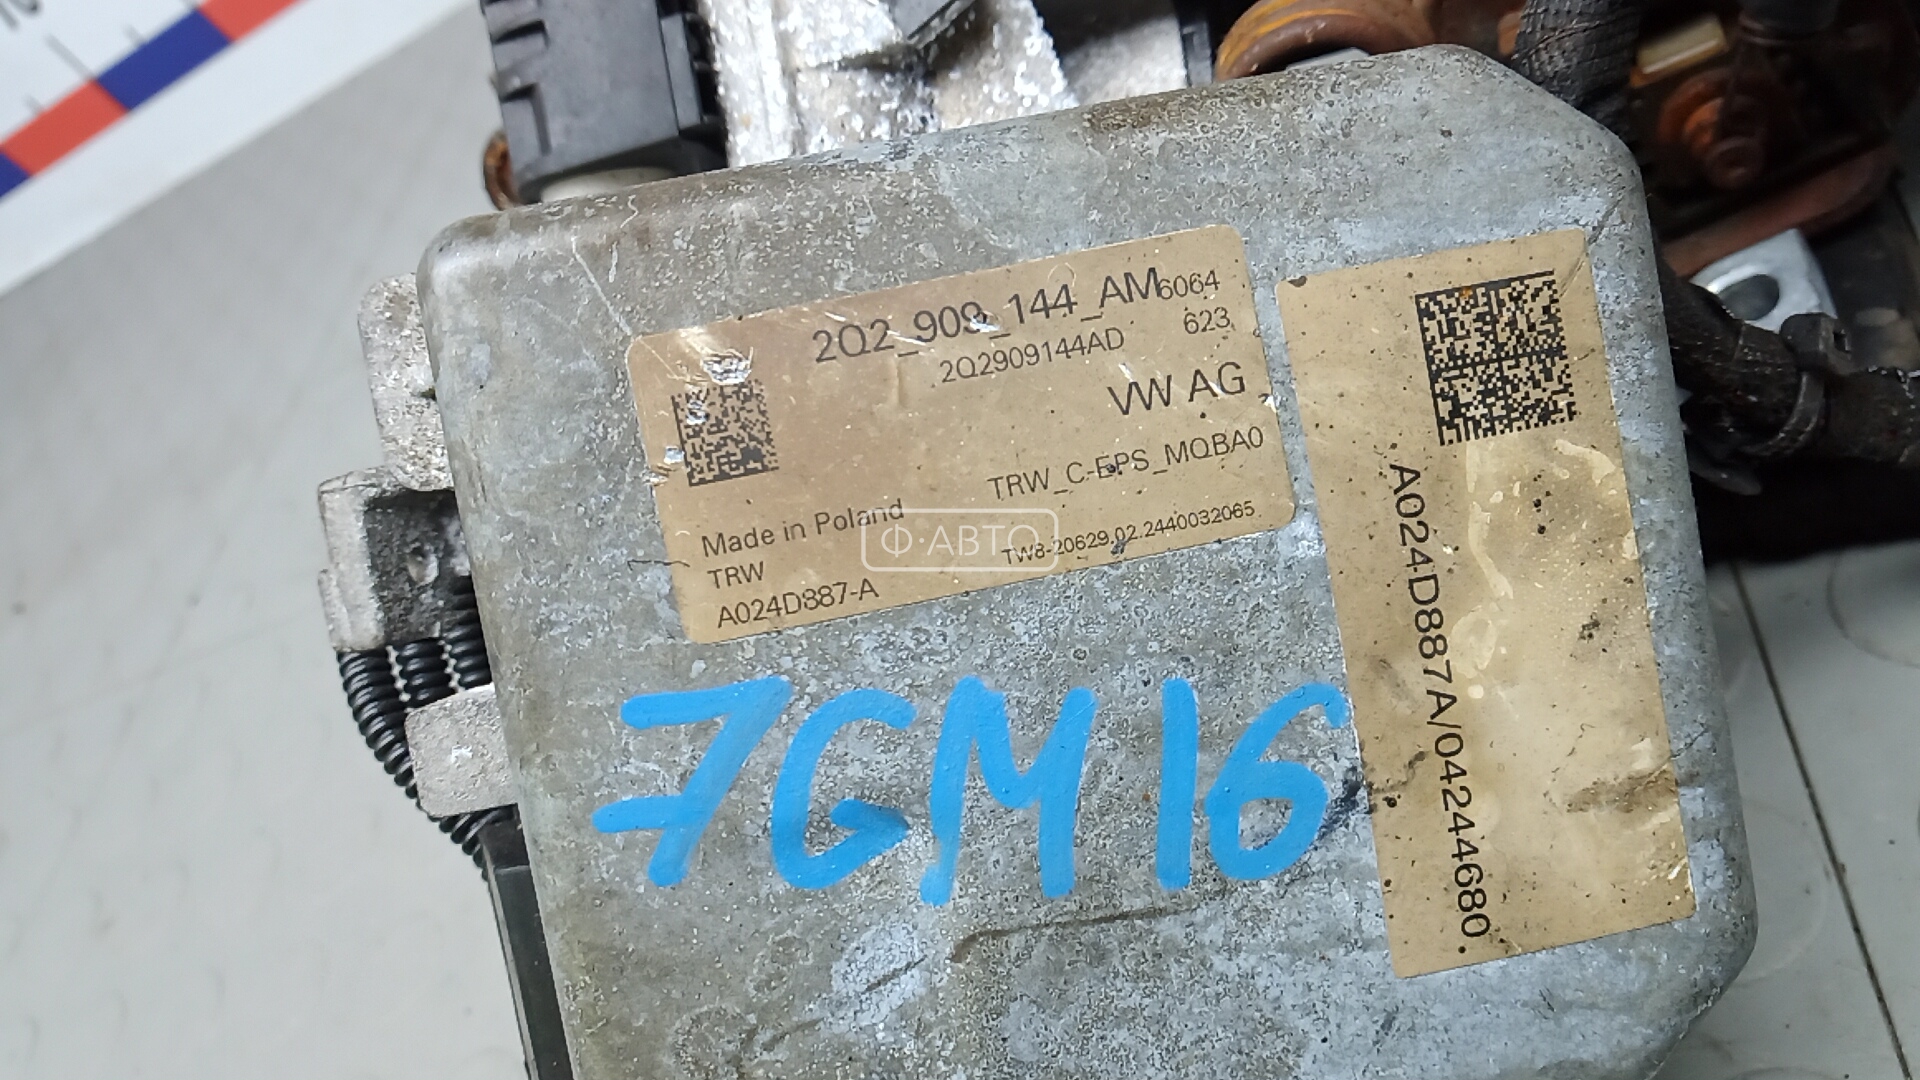 2Q2_909_144_AM 6064
2Q2909144AD 623
VW AG
TRW_C-EPS_MQBA0
Made in Poland
TRW
TW8-20629.02.2440032065
A024D887-A
A024D887A/04244680
Ф·АВТО
7GM16